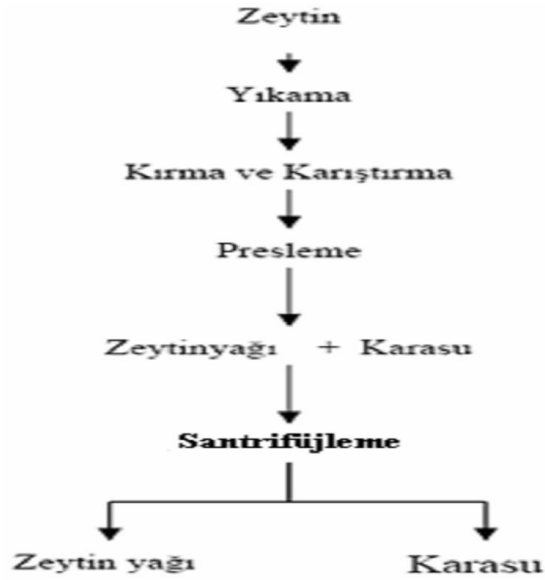 Zeytin
Yıkama
Kırma ve Karıştırma
Presleme
Zeytinyağı + Karasu
Santrifüjleme
Zeytin yağı Karasu